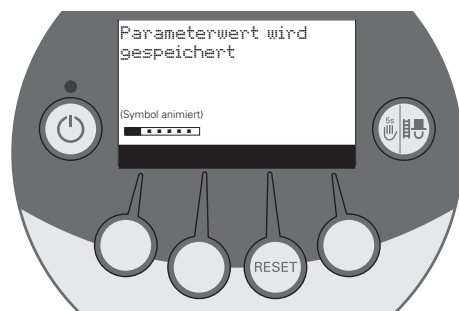 Parameterwert wird
gespeichert
(Symbol animiert)
5s
RESET